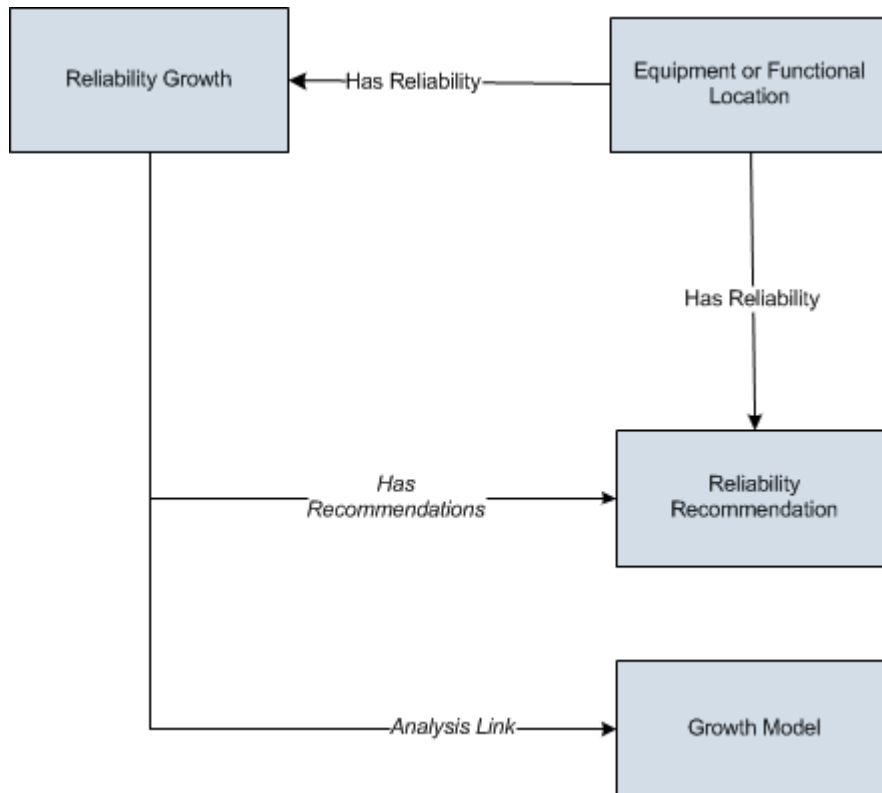 Reliability Growth
Has Reliability
Equipment or Functional
Location
Has Reliability
Has
Recommendations
Reliability
Recommendation
Analysis Link
Growth Model